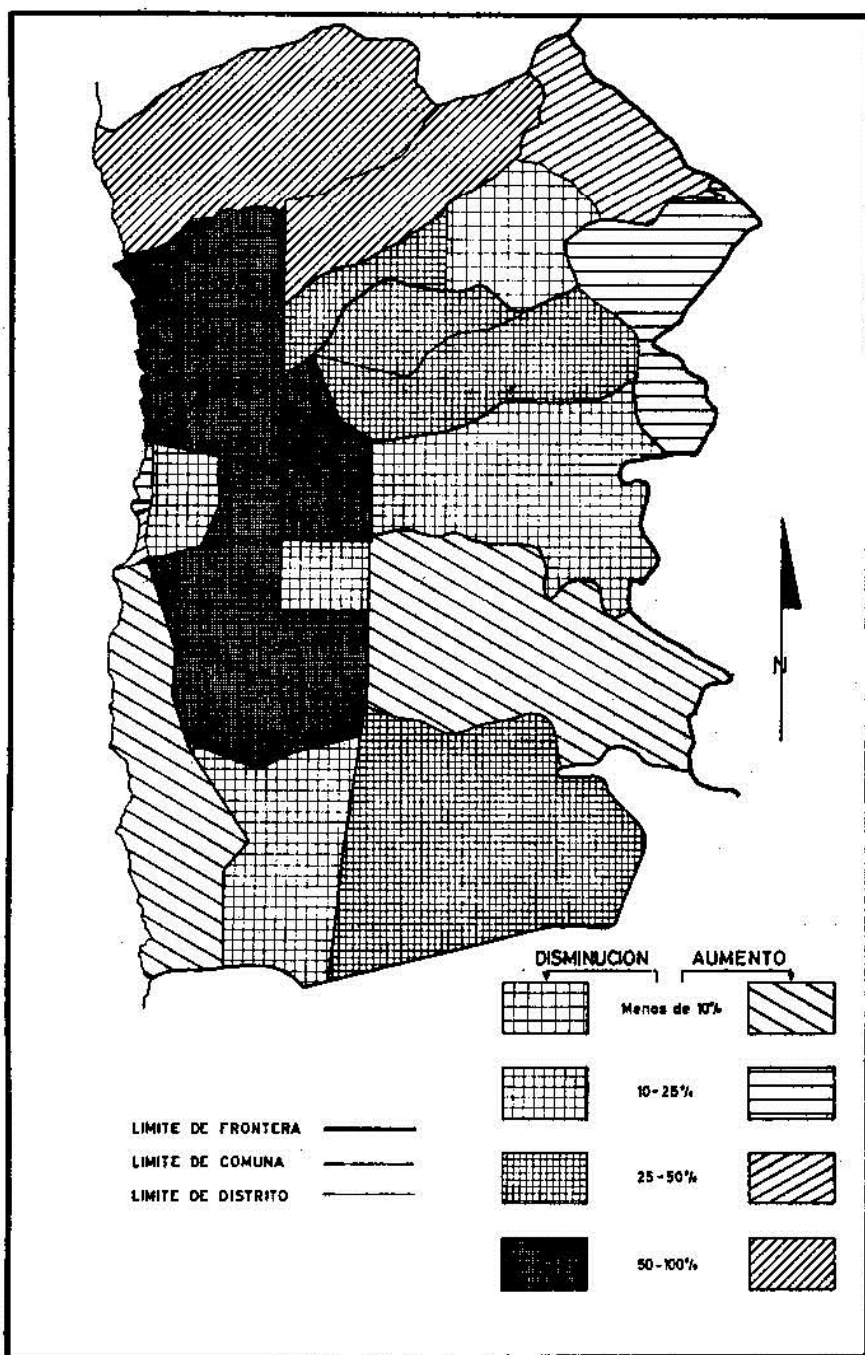 N
DISMINUCION AUMENTO
Menos de 10%
10-25%
25-50%
50-100%
LIMITE DE FRONTERA
LIMITE DE COMUNA
LIMITE DE DISTRITO